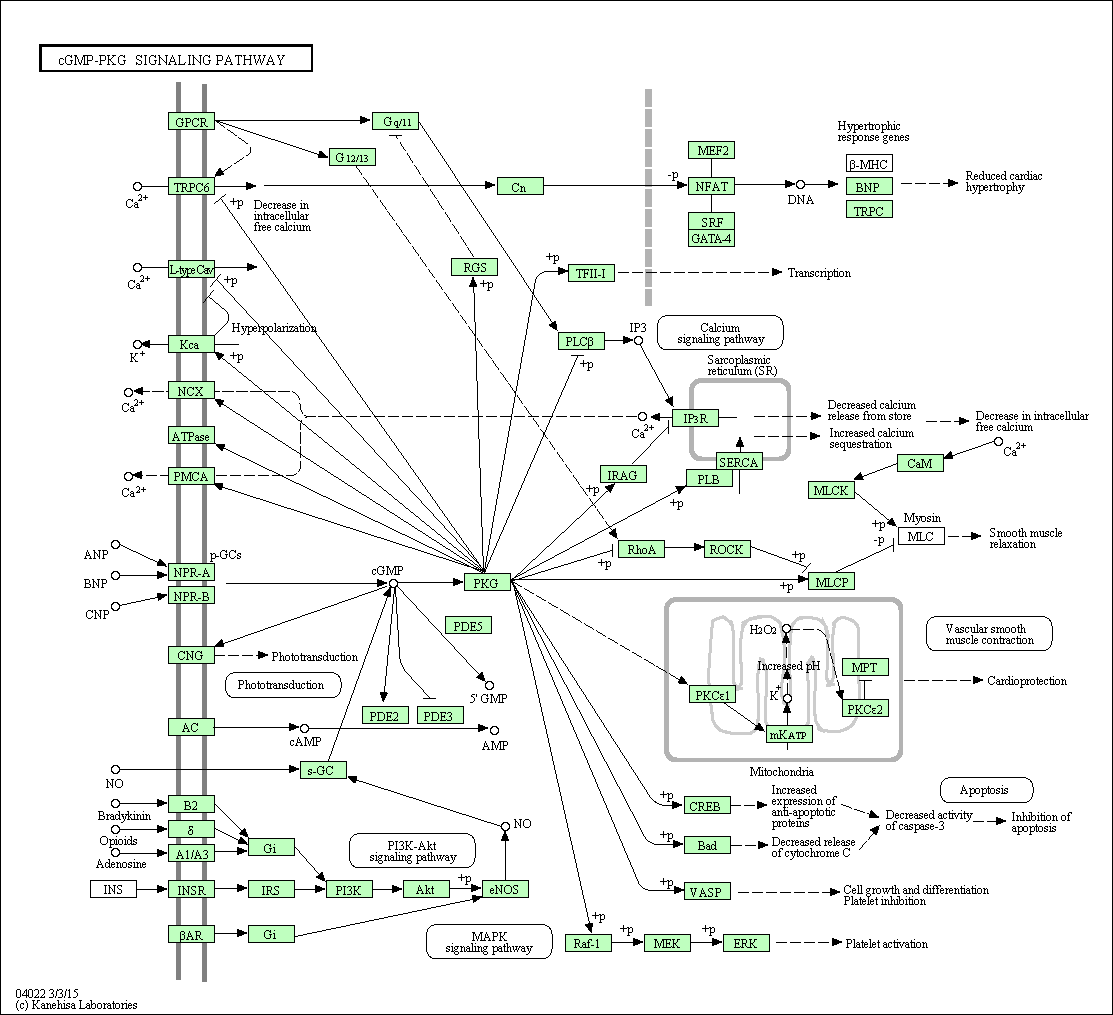 cGMP-PKG SIGNALING PATHWAY
GPCR
Gq/11
G12/13
Hypertrophic
response genes
MEF2
β-MHC
Ca2+
TRPC6
+p
Cn
-p
NFAT
DNA
BNP
Reduced cardiac
hypertrophy
Decrease in
intracellular
free calcium
SRF
GATA-4
TRPC
Ca2+
L-type Cav
+p
RGS
+p
+p
TFII-I
Transcription
Hyperpolarization
K+
Kca
+p
PLCβ
+p
IP3
Calcium
signaling pathway
Sarcoplasmic
reticulum (SR)
Ca2+
NCX
Ca2+
IP3R
Decreased calcium
release from store
Decrease in intracellular
free calcium
ATPase
Increased calcium
sequestration
Ca2+
Ca2+
PMCA
IRAG
+p
PLB
SERCA
+p
CaM
MLCK
+p
-p
Myosin
MLC
Smooth muscle
relaxation
ANP
BNP
CNP
p-GCs
NPR-A
NPR-B
cGMP
PKG
+p
RhoA
ROCK
+p
+p
MLCP
PDE5
CNG
Phototransduction
Phototransduction
5' GMP
PDE2
PDE3
H2O2
Increased pH
K+
MPT
PKCε1
PKCε2
mKATP
Mitochondria
Vascular smooth
muscle contraction
Cardioprotection
AC
cAMP
AMP
NO
s-GC
NO
Bradykinin
B2
Opioids
δ
Adenosine
A1/A3
Gi
PI3K-Akt
signaling pathway
INS
INSR
IRS
PI3K
Akt
+p
eNOS
βAR
Gi
MAPK
signaling pathway
+p
CREB
Increased
expression of
anti-apoptotic
proteins
Apoptosis
+p
Bad
Decreased release
of cytochrome C
Decreased activity
of caspase-3
Inhibition of
apoptosis
+p
VASP
Cell growth and differentiation
Platelet inhibition
+p
Raf-1
+p
MEK
+p
ERK
Platelet activation
04022 3/3/15
(c) Kanehisa Laboratories